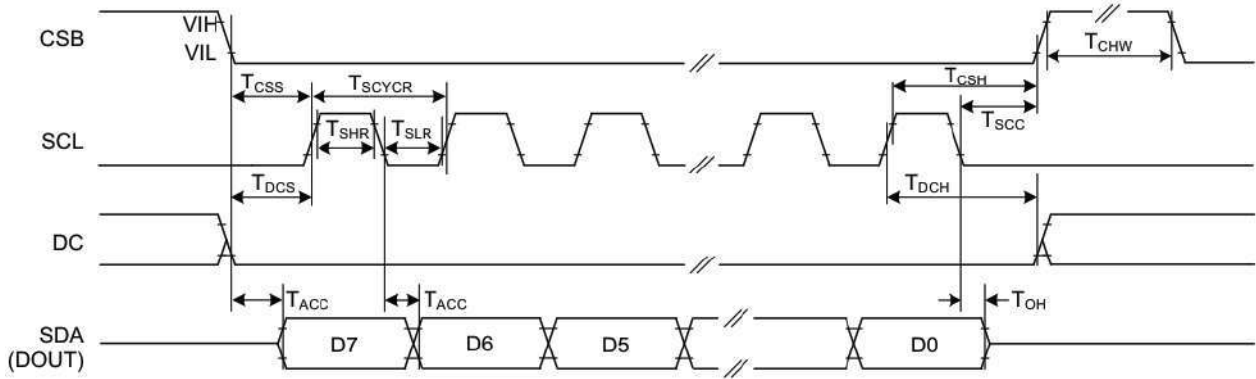 CSB
VIH
VIL
TCHW
TCSS
TSCYCR
TCSH
TSCC
SCL
TSHR
TSLR
TDCS
TDCH
DC
TACC
TACC
TOH
SDA
(DOUT)
D7
D6
D5
D0